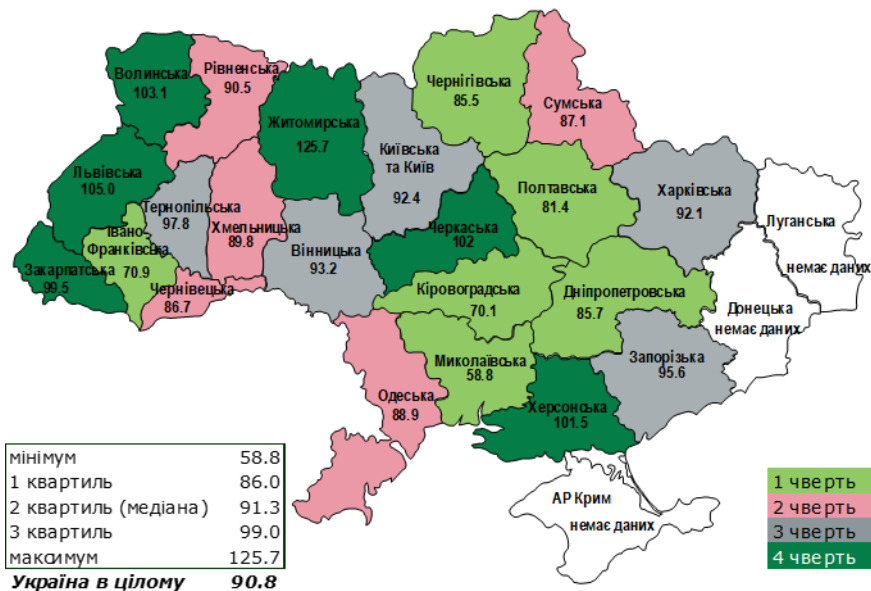 Волинська
103.1
Рівненська
90.5
Житомирська
125.7
Київська
та Київ
92.4
Чернігівська
85.5
Сумська
87.1
Львівська
105.0
Тернопільська
97.8
Хмельницька
89.8
Вінницька
93.2
Черкаська
102
Полтавська
81.4
Харківська
92.1
Луганська
немає даних
Закарпатська
99.5
Івано
Франківська
70.9
Чернівецька
86.7
Кіровоградська
70.1
Дніпропетровська
85.7
Донецька
немає даних
Одеська
88.9
Миколаївська
58.8
Херсонська
101.5
Запорізька
95.6
АР Крим
немає даних
мінімум 58.8
1 квартиль 86.0
2 квартиль (медіана) 91.3
3 квартиль 99.0
максимум 125.7
Україна в цілому 90.8
1 чверть
2 чверть
3 чверть
4 чверть